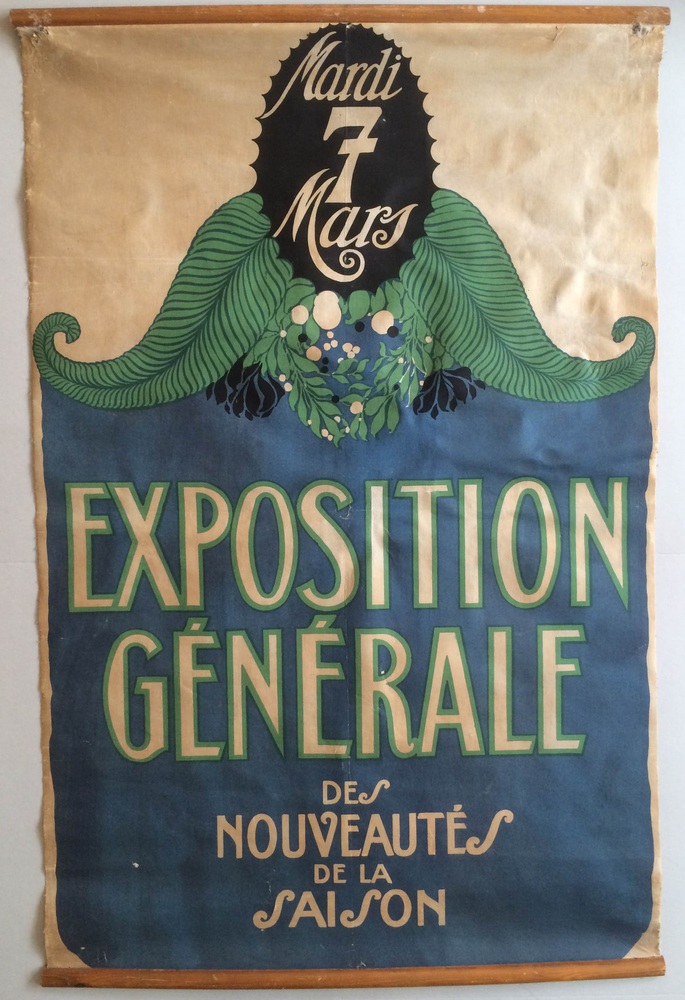 Mardi
7
Mars
EXPOSITION
GÉNÉRALE
DES
NOUVEAUTÉS
DE LA
SAISON